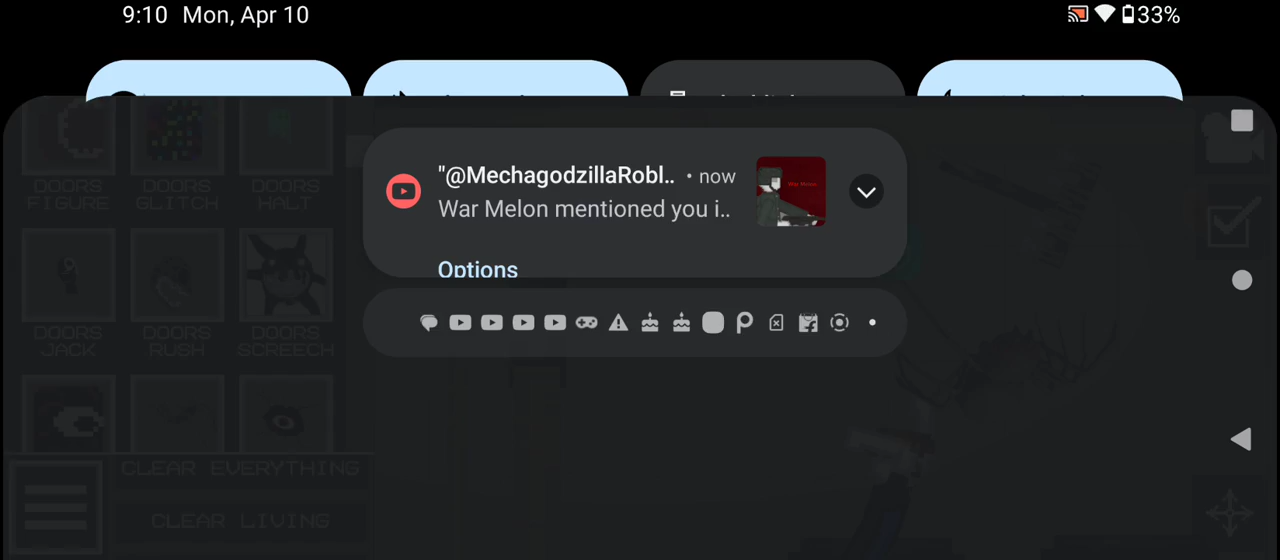 9:10 Mon, Apr 10
33%
"@MechagodzillaRobl.. • now
War Melon mentioned you i..
Options
DOORS FIGURE
DOORS GLITCH
DOORS HALT
DOORS JACK
DOORS RUSH
DOORS SCREECH
CLEAR EVERYTHING
CLEAR LIVING